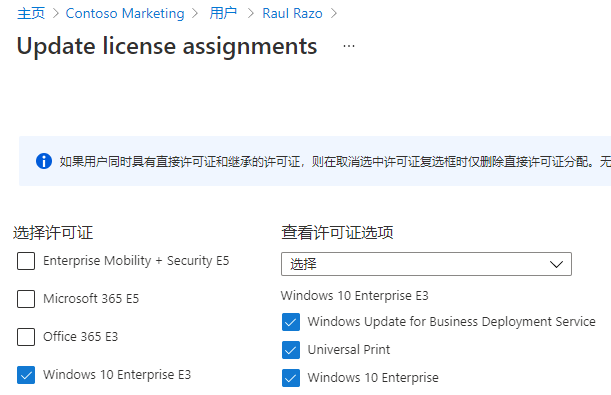 主页 > Contoso Marketing > 用户 > Raul Razo >
Update license assignments ...
如果用户同时具有直接许可证和继承的许可证，则在取消选中许可证复选框时仅删除直接许可证分配。无
选择许可证
Enterprise Mobility + Security E5
Microsoft 365 E5
Office 365 E3
Windows 10 Enterprise E3
查看许可证选项
选择
Windows 10 Enterprise E3
Windows Update for Business Deployment Service
Universal Print
Windows 10 Enterprise